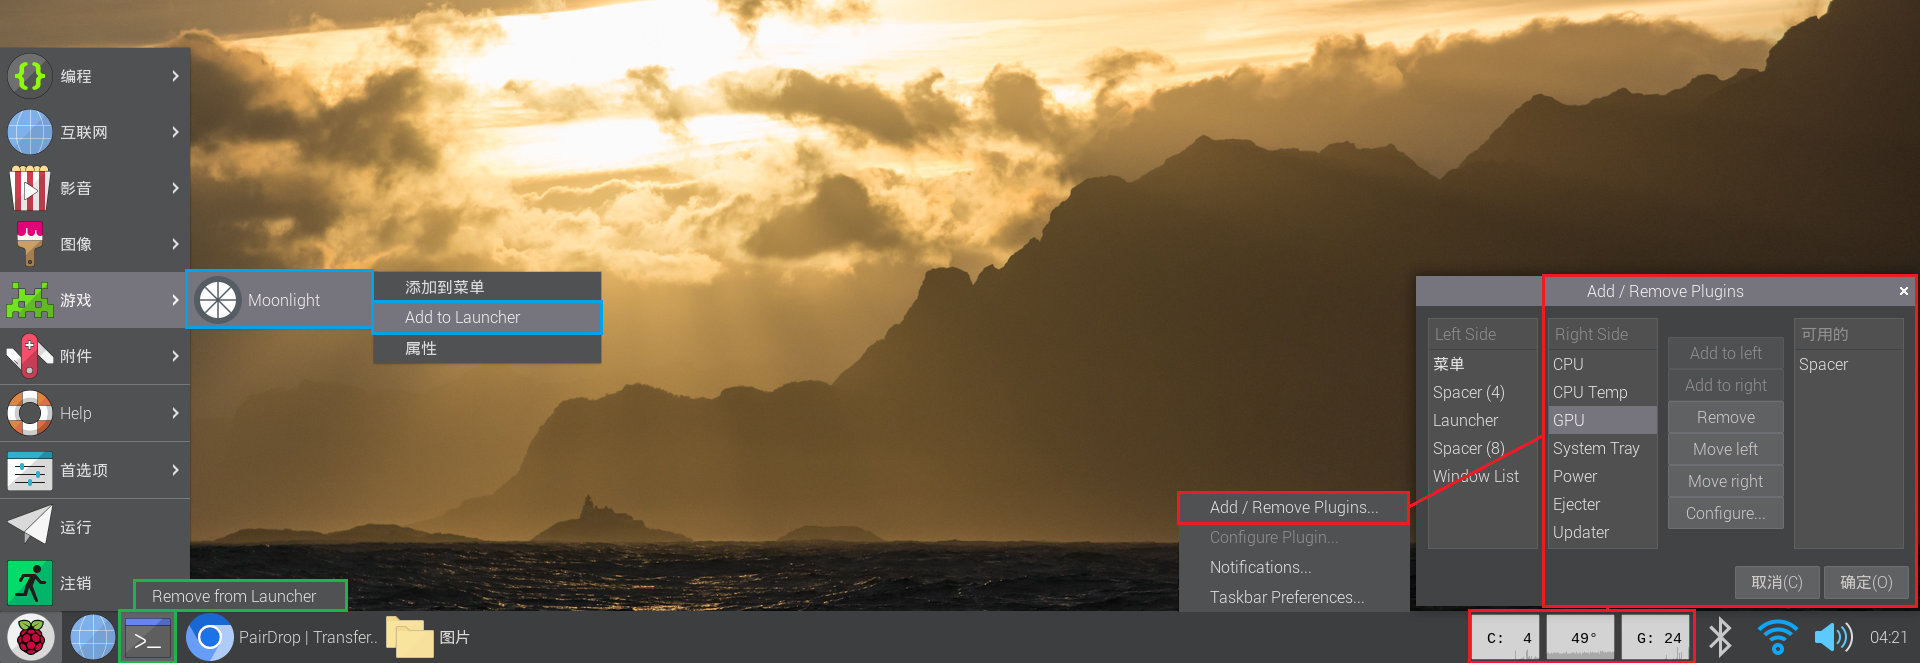 编程
互联网
影音
图像
游戏
附件
Help
首选项
运行
注销
Moonlight
添加到菜单
Add to Launcher
属性
Remove from Launcher
>_
PairDrop | Transfer..
图片
Add / Remove Plugins...
Configure Plugin...
Notifications...
Taskbar Preferences...
Add / Remove Plugins
Left Side
菜单
Spacer (4)
Launcher
Spacer (8)
Window List
Right Side
CPU
CPU Temp
GPU
System Tray
Power
Ejecter
Updater
Add to left
Add to right
Remove
Move left
Move right
Configure...
可用的
Spacer
取消(C)
确定(O)
C: 4
49°
G: 24
04:21